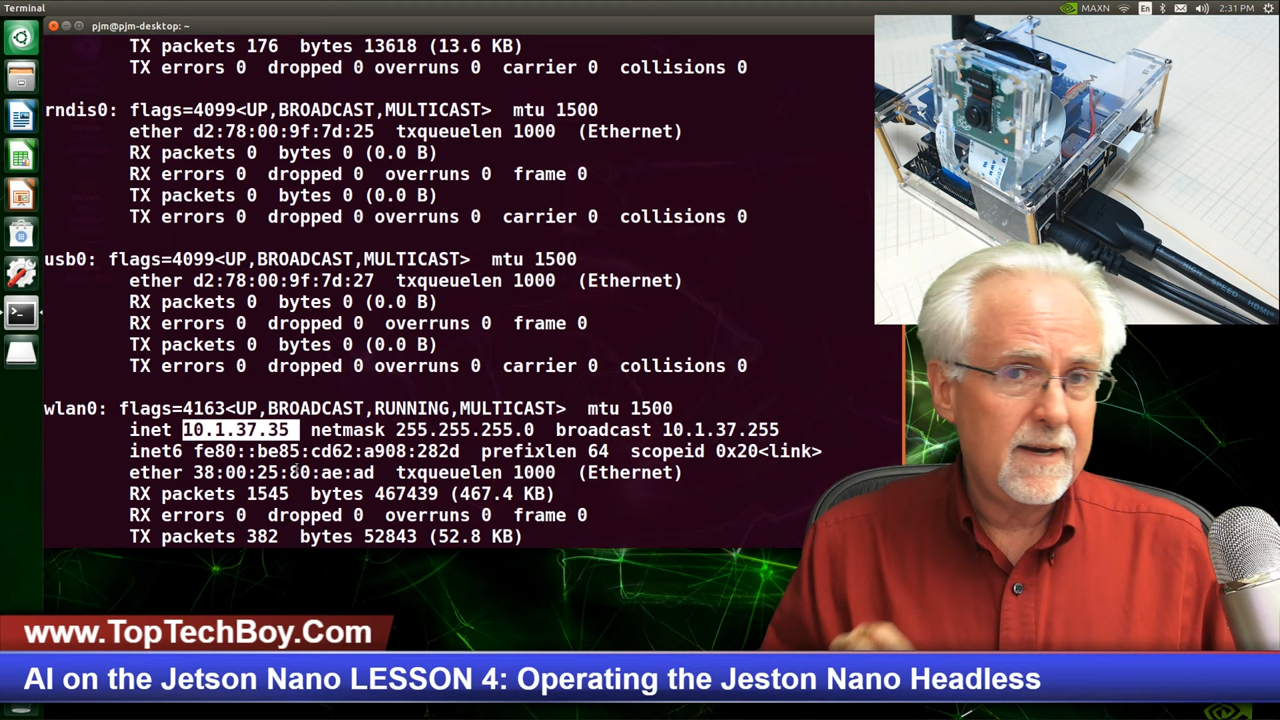 Terminal
MAXN En 2:31 PM
pjm@pjm-desktop: ~
TX packets 176 bytes 13618 (13.6 KB)
TX errors 0 dropped 0 overruns 0 carrier 0 collisions 0
rndis0: flags=4099<UP,BROADCAST,MULTICAST> mtu 1500
ether d2:78:00:9f:7d:25 txqueuelen 1000 (Ethernet)
RX packets 0 bytes 0 (0.0 B)
RX errors 0 dropped 0 overruns 0 frame 0
TX packets 0 bytes 0 (0.0 B)
TX errors 0 dropped 0 overruns 0 carrier 0 collisions 0
usb0: flags=4099<UP,BROADCAST,MULTICAST> mtu 1500
ether d2:78:00:9f:7d:27 txqueuelen 1000 (Ethernet)
RX packets 0 bytes 0 (0.0 B)
RX errors 0 dropped 0 overruns 0 frame 0
TX packets 0 bytes 0 (0.0 B)
TX errors 0 dropped 0 overruns 0 carrier 0 collisions 0
wlan0: flags=4163<UP,BROADCAST,RUNNING,MULTICAST> mtu 1500
inet 10.1.37.35 netmask 255.255.255.0 broadcast 10.1.37.255
inet6 fe80::be85:cd62:a908:282d prefixlen 64 scopeid 0x20<link>
ether 38:00:25:80:ae:ad txqueuelen 1000 (Ethernet)
RX packets 1545 bytes 467439 (467.4 KB)
RX errors 0 dropped 0 overruns 0 frame 0
TX packets 382 bytes 52843 (52.8 KB)
HIGH SPEED HDMI
www.TopTechBoy.Com
AI on the Jetson Nano LESSON 4: Operating the Jeston Nano Headless